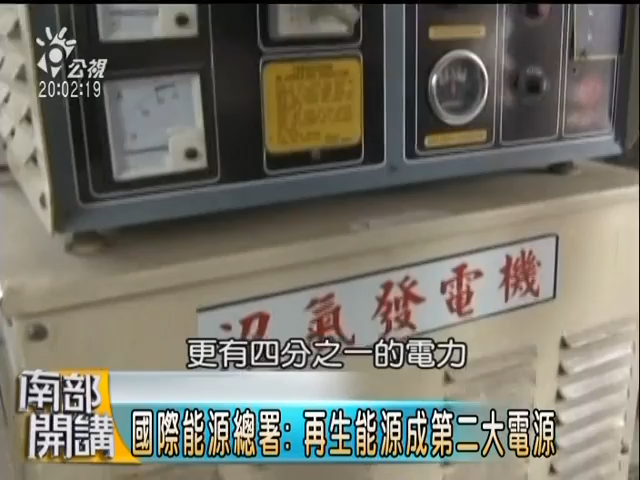 公視
20:02:19
沼氣發電機
更有四分之一的電力
南部
開講
國際能源總署: 再生能源成第二大電源